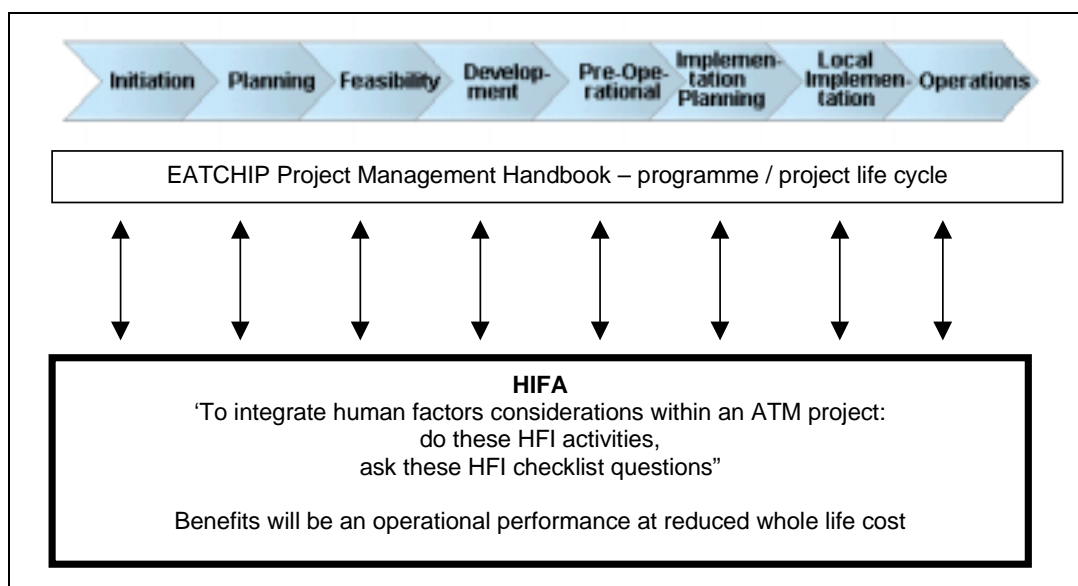 Initiation
Planning
Feasibility
Develop-
ment
Pre-Ope-
rational
Implemen-
tation
Planning
Local
Implemen-
tation
Operations
EATCHIP Project Management Handbook – programme / project life cycle
HIFA
‘To integrate human factors considerations within an ATM project:
do these HFI activities,
ask these HFI checklist questions”
Benefits will be an operational performance at reduced whole life cost